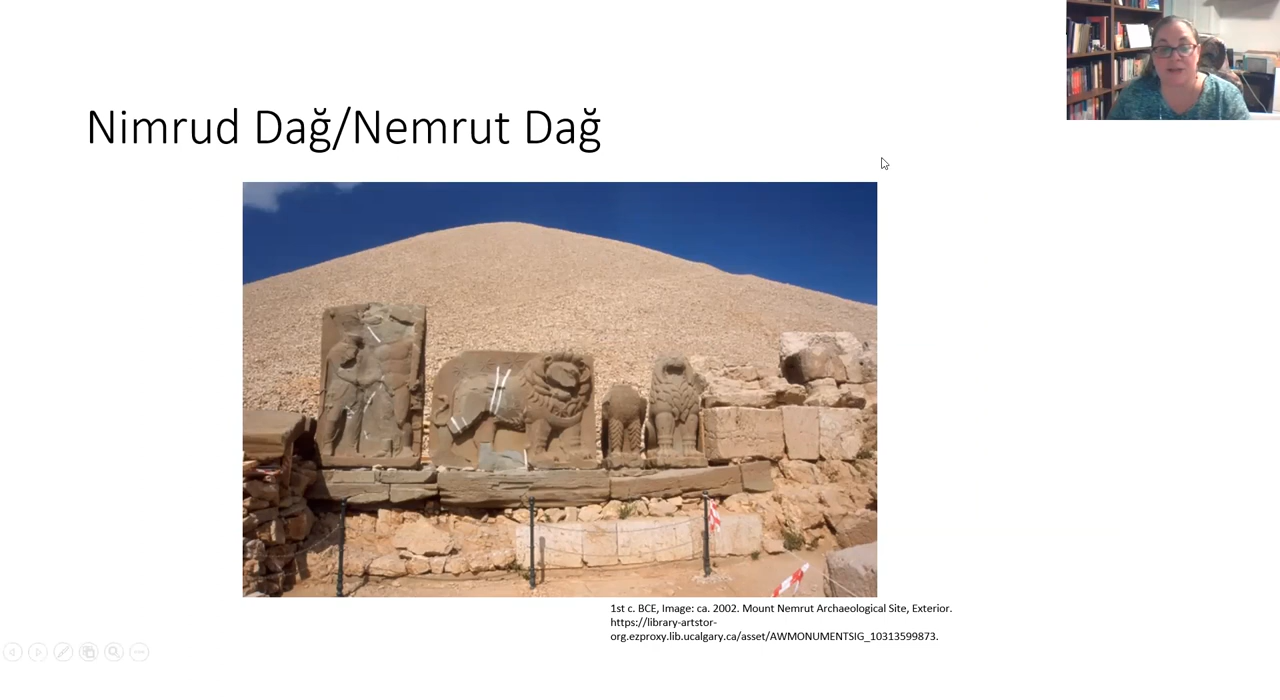 Nimrud Dağ/Nemrut Dağ
1st c. BCE, Image: ca. 2002. Mount Nemrut Archaeological Site, Exterior.
https://library-artstor-
org.ezproxy.lib.ucalgary.ca/asset/AWMONUMENTSIG_10313599873.